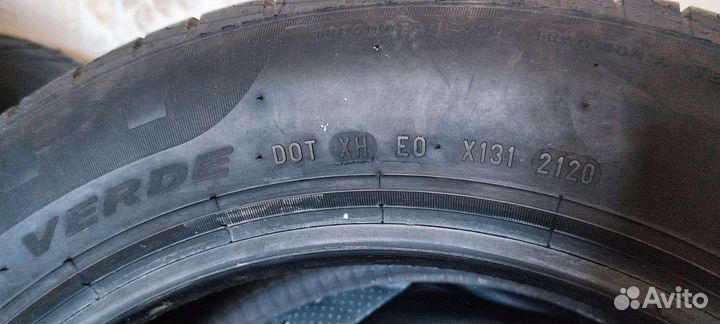 VERDE DOT XH E0 X131 2120
Avito